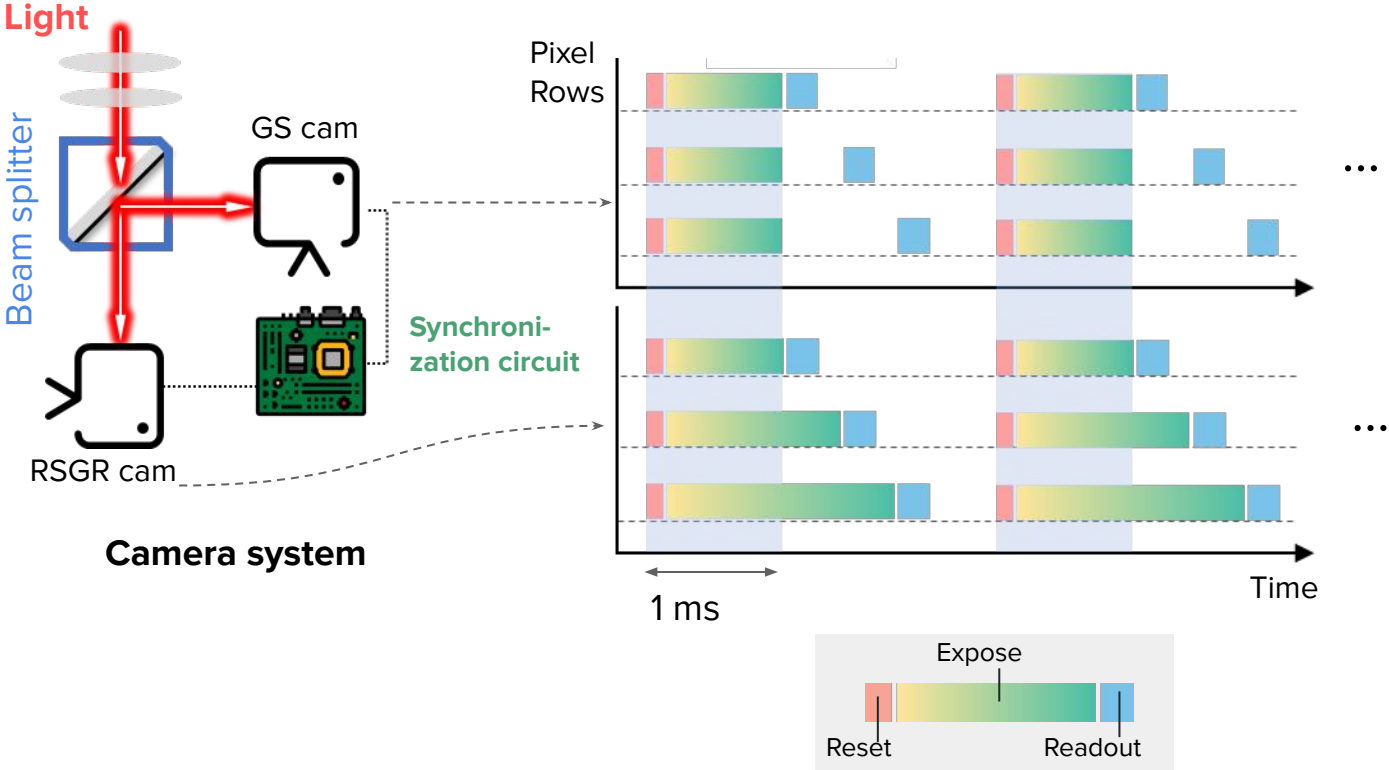 Light
Beam splitter
GS cam
Synchroni-
zation circuit
RSGR cam
Camera system
Pixel
Rows
...
...
1 ms
Time
Expose
Reset
Readout